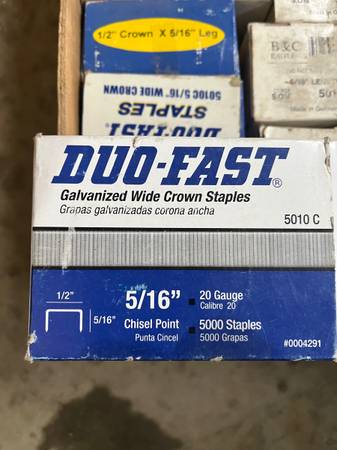 1/2" Crown X 5/16" Leg
5010C 5/16" WIDE CROWN
STAPLES
DUO-FAST
B&C
DUO-FAST®
Galvanized Wide Crown Staples
Grapas galvanizadas corona ancha
5010 C
1/2"
5/16"
5/16"
20 Gauge
Calibre 20
Chisel Point
Punta Cincel
5000 Staples
5000 Grapas
#0004291